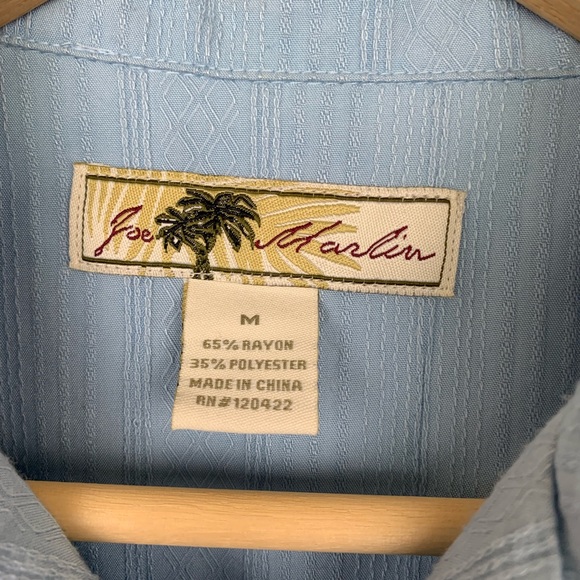 Joe Marlin
M
65% RAYON
35% POLYESTER
MADE IN CHINA
RN#120422